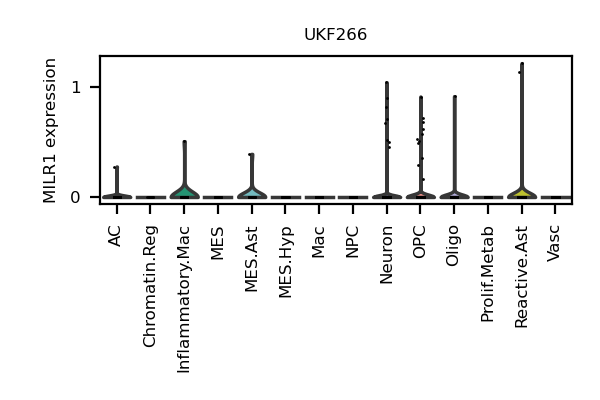 UKF266
MILR1 expression
1
0
AC
Chromatin.Reg
Inflammatory.Mac
MES
MES.Ast
MES.Hyp
Mac
NPC
Neuron
OPC
Oligo
Prolif.Metab
Reactive.Ast
Vasc